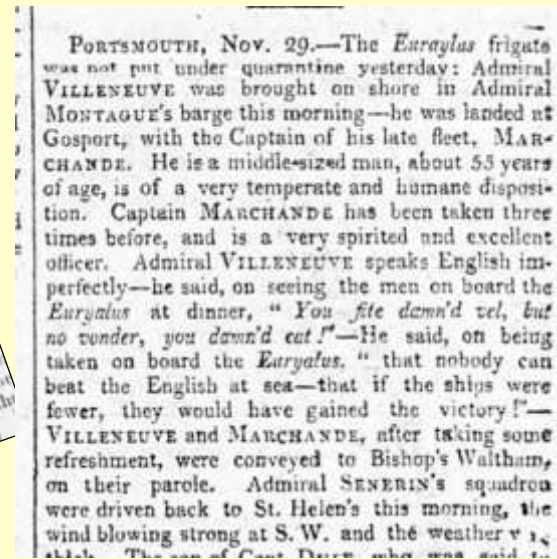 PORTSMOUTH, Nov. 29.—The Euraylus frigate
was not put under quarantine yesterday: Admiral
VILLENEUVE was brought on shore in Admiral
MONTAGUE's barge this morning—he was landed at
Gosport, with the Captain of his late fleet, MAR-
CHANDE. He is a middle-sized man, about 55 years
of age, is of a very temperate and humane disposi-
tion. Captain MARCHANDE has been taken three
times before, and is a very spirited and excellent
officer. Admiral VILLENEUVE speaks English im-
perfectly—he said, on seeing the men on board the
Euryalus at dinner, “ You fite damn'd vel, but
no vonder, you damn'd eat !”—He said, on being
taken on board the Euryalus, “ that nobody can
beat the English at sea—that if the ships were
fewer, they would have gained the victory !”—
VILLENEUVE and MARCHANDE, after taking some
refreshment, were conveyed to Bishop's Waltham,
on their parole. Admiral SENERIN's squadron
were driven back to St. Helen's this morning, the
wind blowing strong at S. W. and the weather
thick. The son of Capt. who was